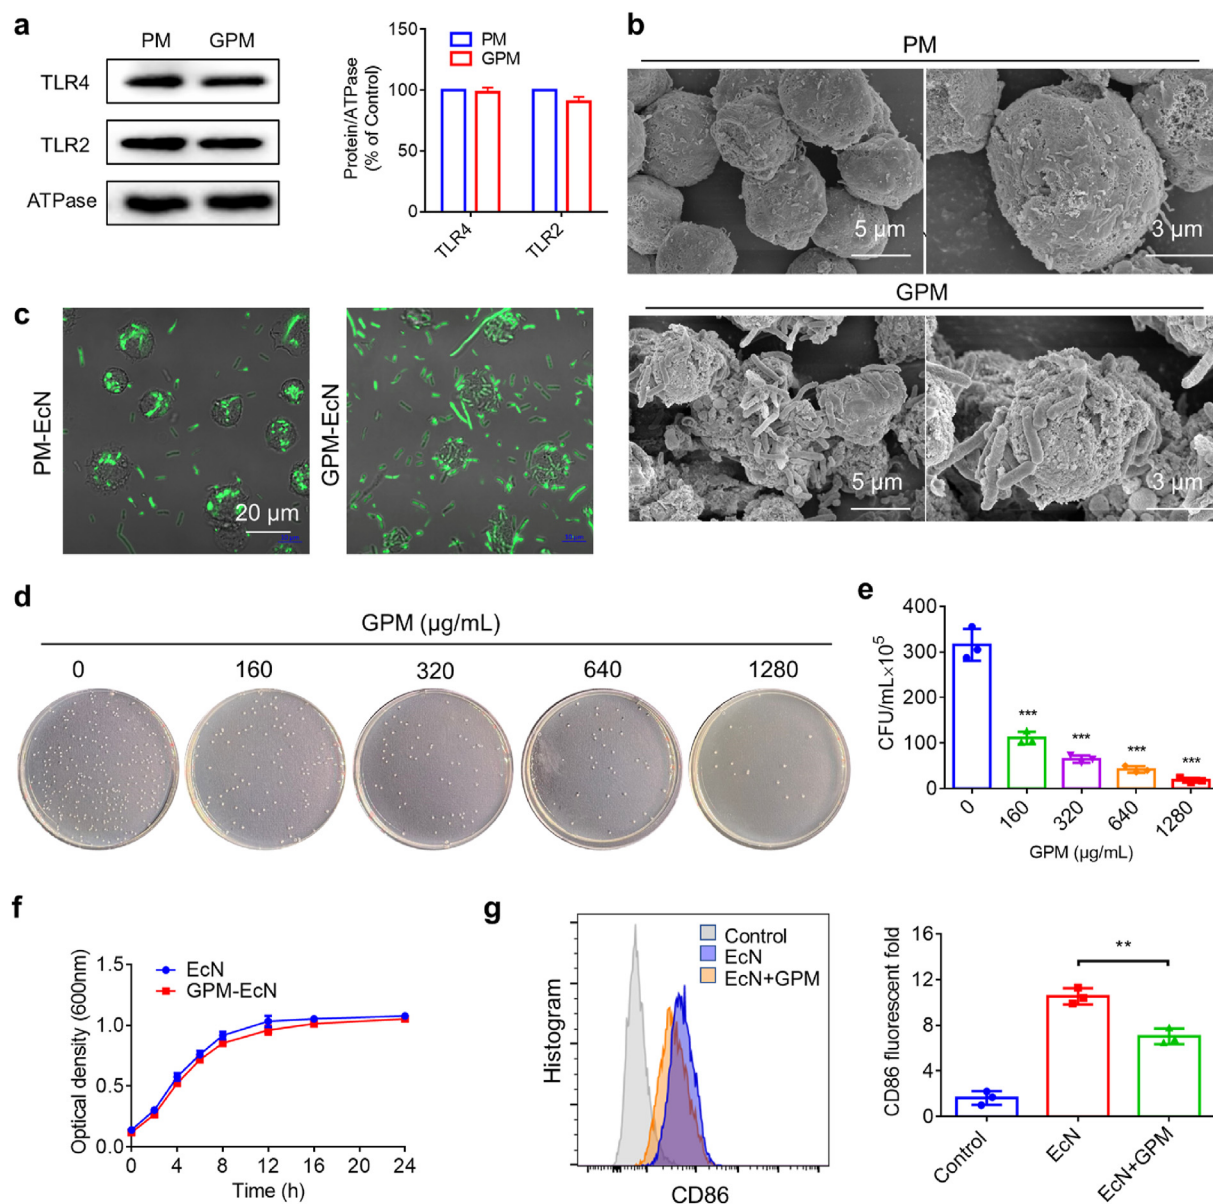 a
PM GPM
TLR4
TLR2
ATPase
Protein/ATPase
(% of Control)
150
100
50
0
PM
GPM
TLR4
TLR2
b
PM
5 µm
3 µm
GPM
5 µm
3 µm
c
PM-EcN
20 µm
GPM-EcN
d
GPM (µg/mL)
0 160 320 640 1280
e
CFU/mL×10⁵
400
300
200
100
0
***
***
***
***
0
160
320
640
1280
GPM (µg/mL)
f
Optical density (600nm)
1.5
1.0
0.5
0.0
EcN
GPM-EcN
0 4 8 12 16 20 24
Time (h)
g
Histogram
Control
EcN
EcN+GPM
CD86
CD86 fluorescent fold
16
12
8
4
0
**
Control
EcN
EcN+GPM